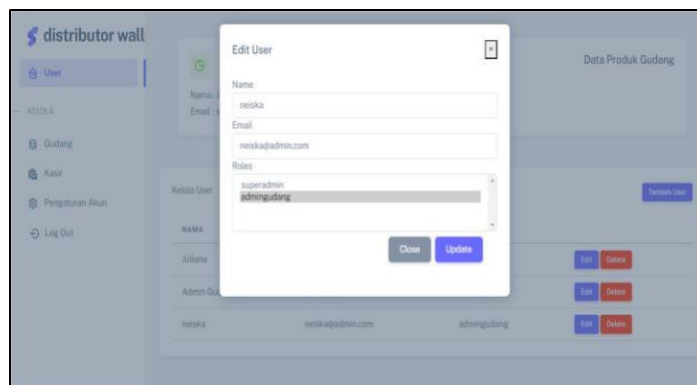 distributor wall
User
KELOLA
Gudang
Kasir
Pengaturan Akun
Log Out
Nama :
Email :
Data Produk Gudang
Edit User
×
Name
neiska
Email
neiska@admin.com
Roles
superadmin
admingudang
Close
Update
Kelola User
Tambah User
NAMA
Juliano
Edit Delete
Admin
Edit Delete
neiska neiska@admin.com admingudang Edit Delete